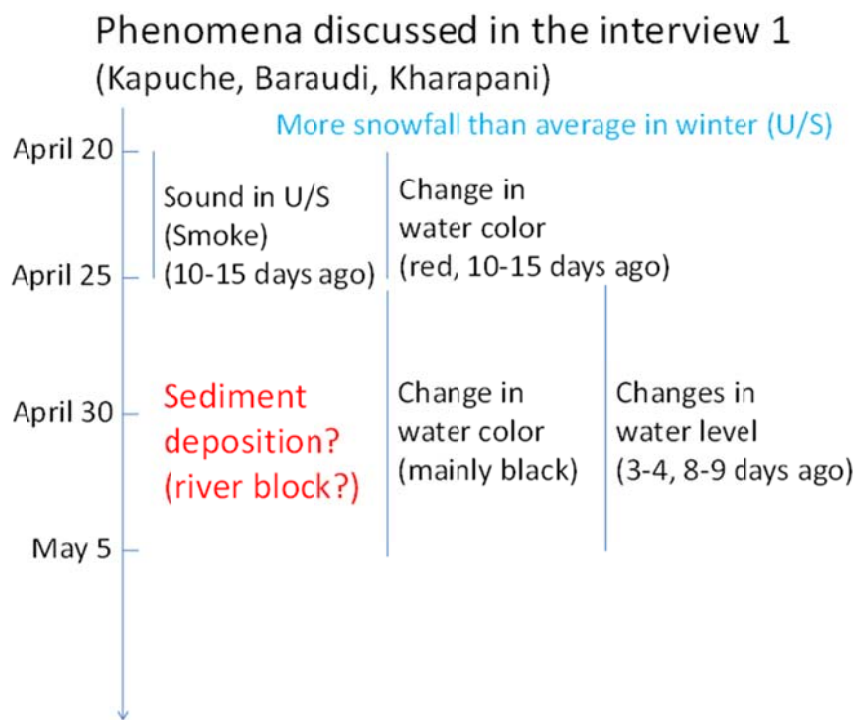 Phenomena discussed in the interview 1
(Kapuche, Baraudi, Kharapani)
More snowfall than average in winter (U/S)
April 20
Sound in U/S
(Smoke)
(10-15 days ago)
Change in
water color
(red, 10-15 days ago)
April 25
Sediment
deposition?
(river block?)
Change in
water color
(mainly black)
Changes in
water level
(3-4, 8-9 days ago)
April 30
May 5